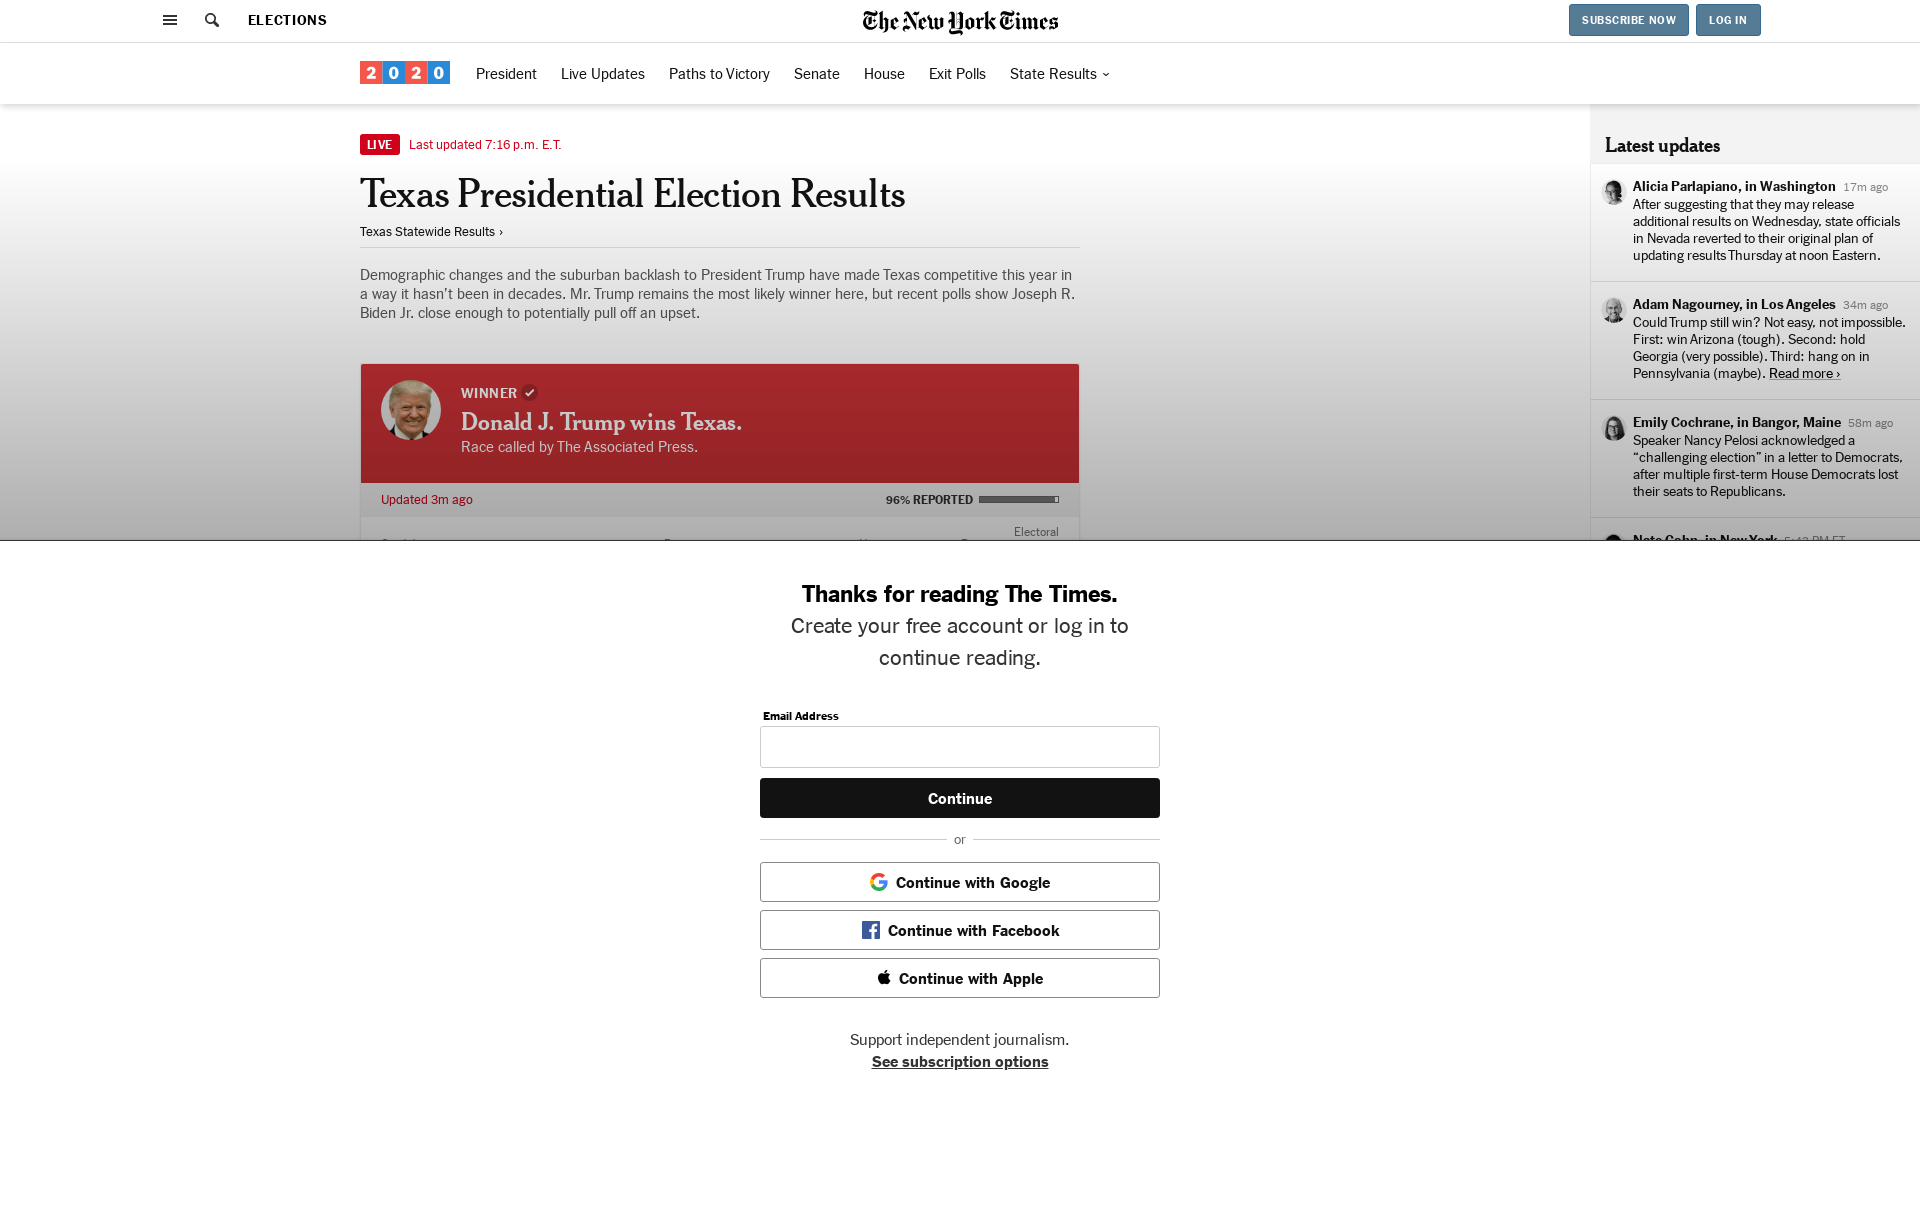 ELECTIONS
The New York Times
SUBSCRIBE NOW
LOG IN
2020
President
Live Updates
Paths to Victory
Senate
House
Exit Polls
State Results
LIVE
Last updated 7:16 p.m. E.T.
Texas Presidential Election Results
Texas Statewide Results ›
Demographic changes and the suburban backlash to President Trump have made Texas competitive this year in
a way it hasn’t been in decades. Mr. Trump remains the most likely winner here, but recent polls show Joseph R.
Biden Jr. close enough to potentially pull off an upset.
WINNER
Donald J. Trump wins Texas.
Race called by The Associated Press.
Updated 3m ago
96% REPORTED
Electoral
Latest updates
Alicia Parlapiano, in Washington 17m ago
After suggesting that they may release
additional results on Wednesday, state officials
in Nevada reverted to their original plan of
updating results Thursday at noon Eastern.
Adam Nagourney, in Los Angeles 34m ago
Could Trump still win? Not easy, not impossible.
First: win Arizona (tough). Second: hold
Georgia (very possible). Third: hang on in
Pennsylvania (maybe). Read more ›
Emily Cochrane, in Bangor, Maine 58m ago
Speaker Nancy Pelosi acknowledged a
“challenging election” in a letter to Democrats,
after multiple first-term House Democrats lost
their seats to Republicans.
Nate Cohn, in New York 5:43 PM ET
Thanks for reading The Times.
Create your free account or log in to
continue reading.
Email Address
Continue
or
Continue with Google
Continue with Facebook
Continue with Apple
Support independent journalism.
See subscription options